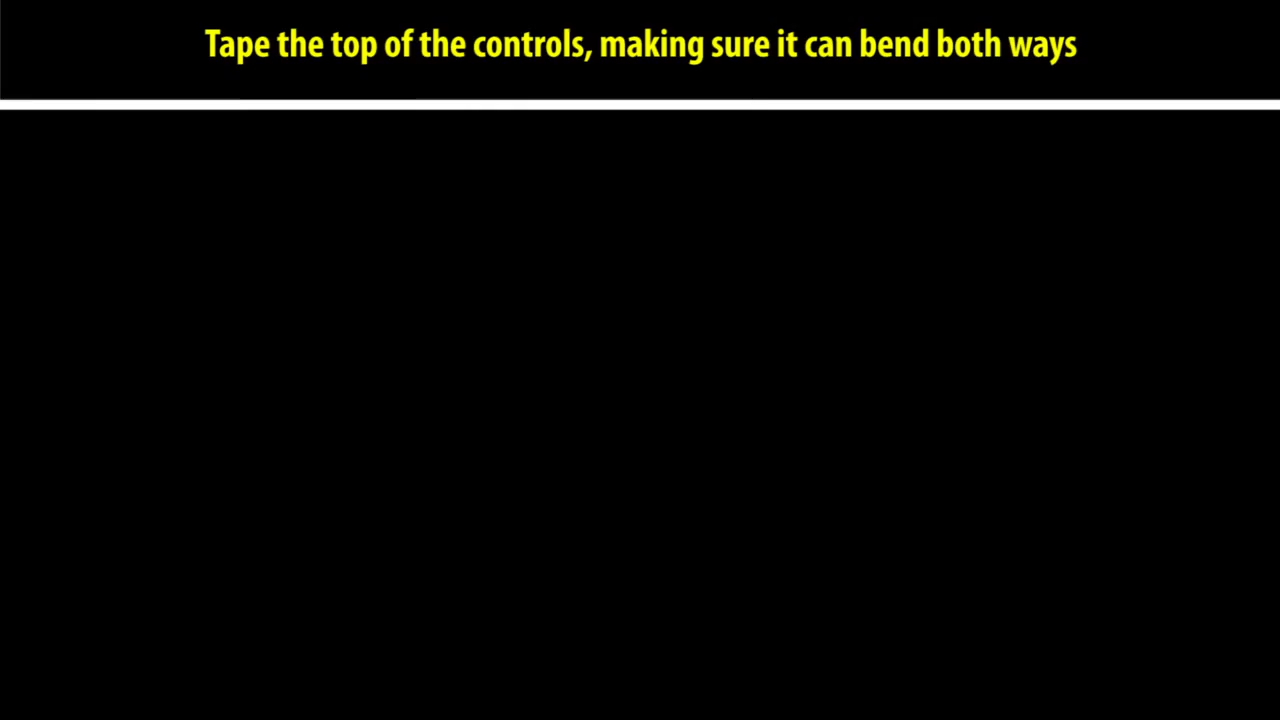 Tape the top of the controls, making sure it can bend both ways